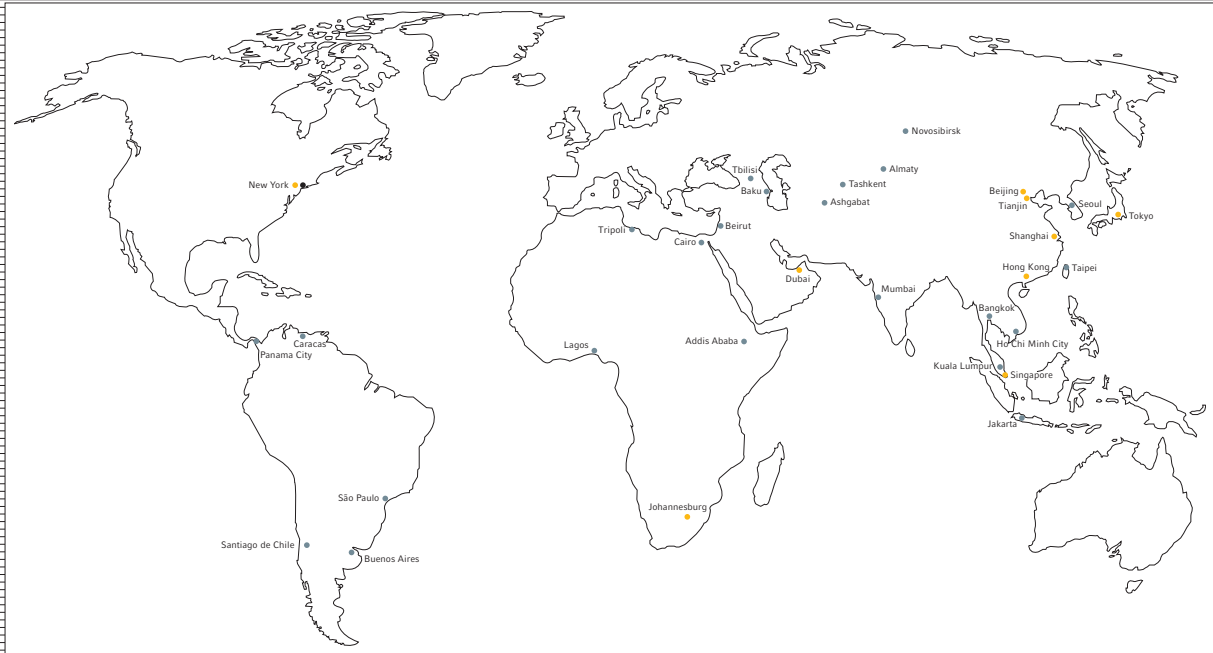 Novosibirsk
Tbilisi
Almaty
New York
Tashkent
Baku
Beijing
Ashgabat
Tianjin
Seoul
Tokyo
Tripoli
Beirut
Shanghai
Cairo
Hong Kong
Taipei
Dubai
Mumbai
Bangkok
Caracas
Addis Ababa
Lagos
Ho Chi Minh City
Panama City
Kuala Lumpur
Singapore
Jakarta
São Paulo
Johannesburg
Santiago de Chile
Buenos Aires